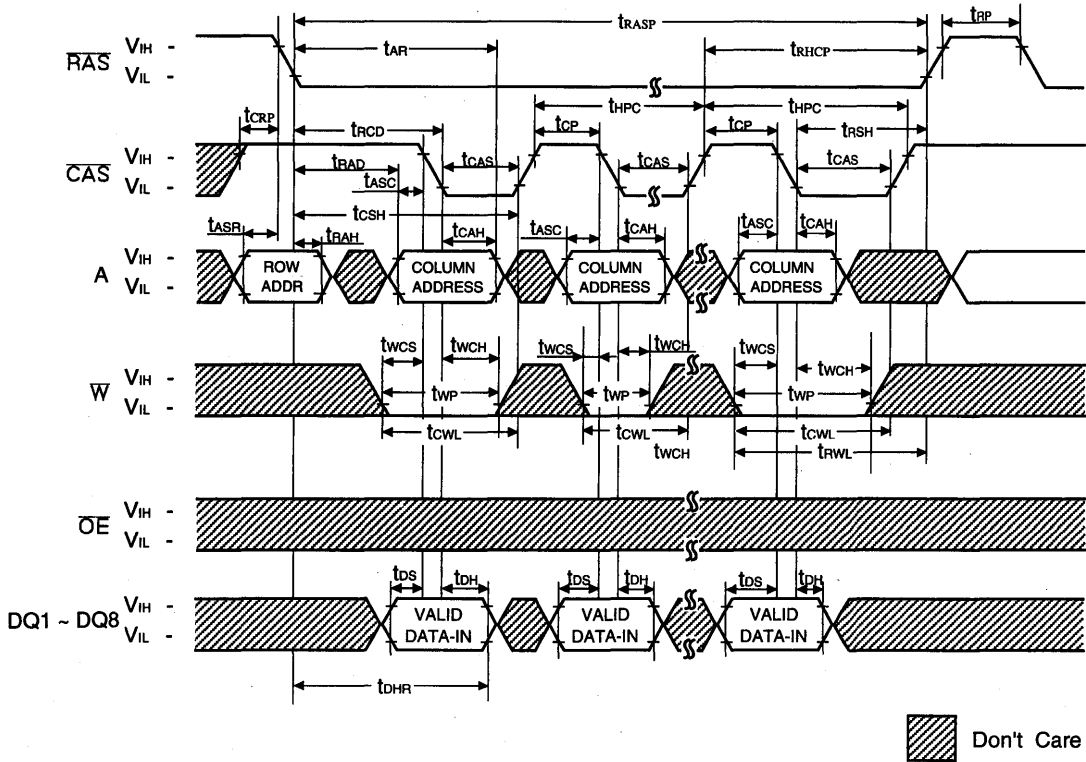 tRASP
tRP
tAR
tRHCP
RAS VIH -
VIL -
tCRP
tHPC
tHPC
tRCD
tCP
tCP
tRSH
CAS VIH -
VIL -
tRAD
tCAS
tCAS
tCAS
tASC
tCSH
tASR
tRAH
tCAH
tASC
tCAH
tASC
tCAH
A VIH -
VIL -
ROW
ADDR
COLUMN
ADDRESS
COLUMN
ADDRESS
COLUMN
ADDRESS
tWCS
tWCH
tWCS
tWCH
tWCS
tWCH
W VIH -
VIL -
tWP
tWP
tWP
tCWL
tCWL
tCWL
tWCH
tRWL
OE VIH -
VIL -
tDS
tDH
tDS
tDH
tDS
tDH
DQ1 ~ DQ8 VIH -
VIL -
VALID
DATA-IN
VALID
DATA-IN
VALID
DATA-IN
tDHR
Don't Care